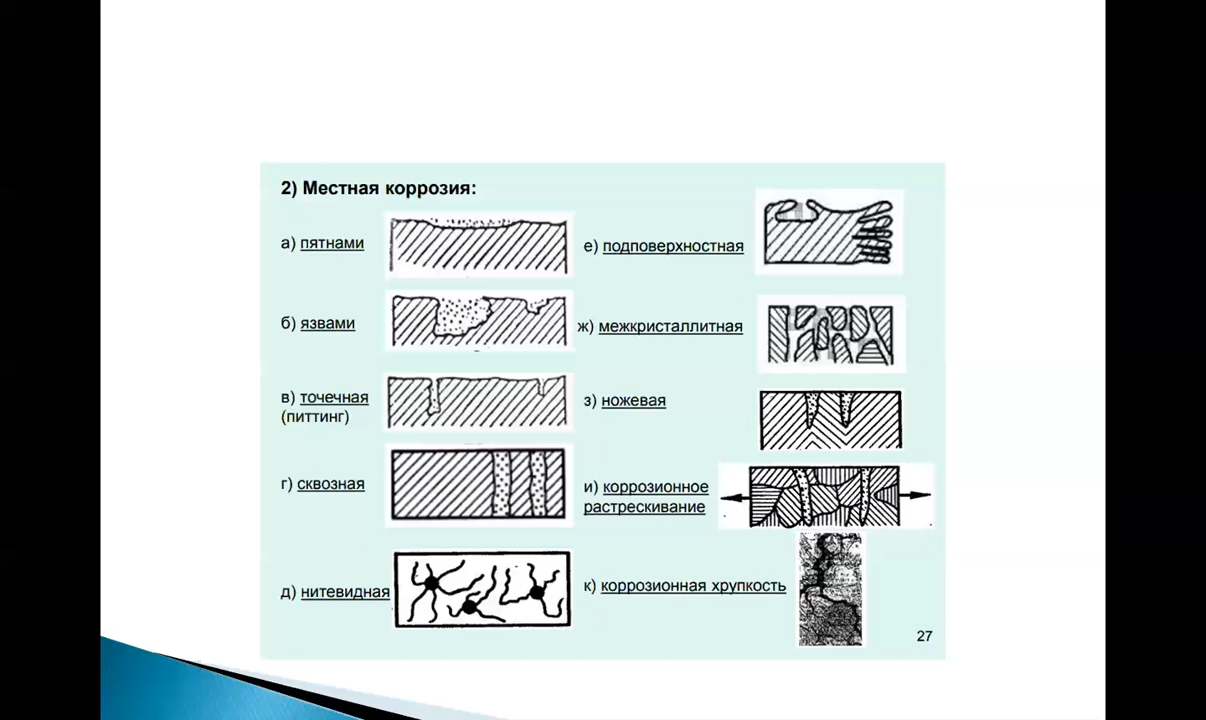 2) Местная коррозия:
а) пятнами
б) язвами
в) точечная
(питтинг)
г) сквозная
д) нитевидная
е) подповерхностная
ж) межкристаллитная
з) ножевая
и) коррозионное
растрескивание
к) коррозионная хрупкость
27